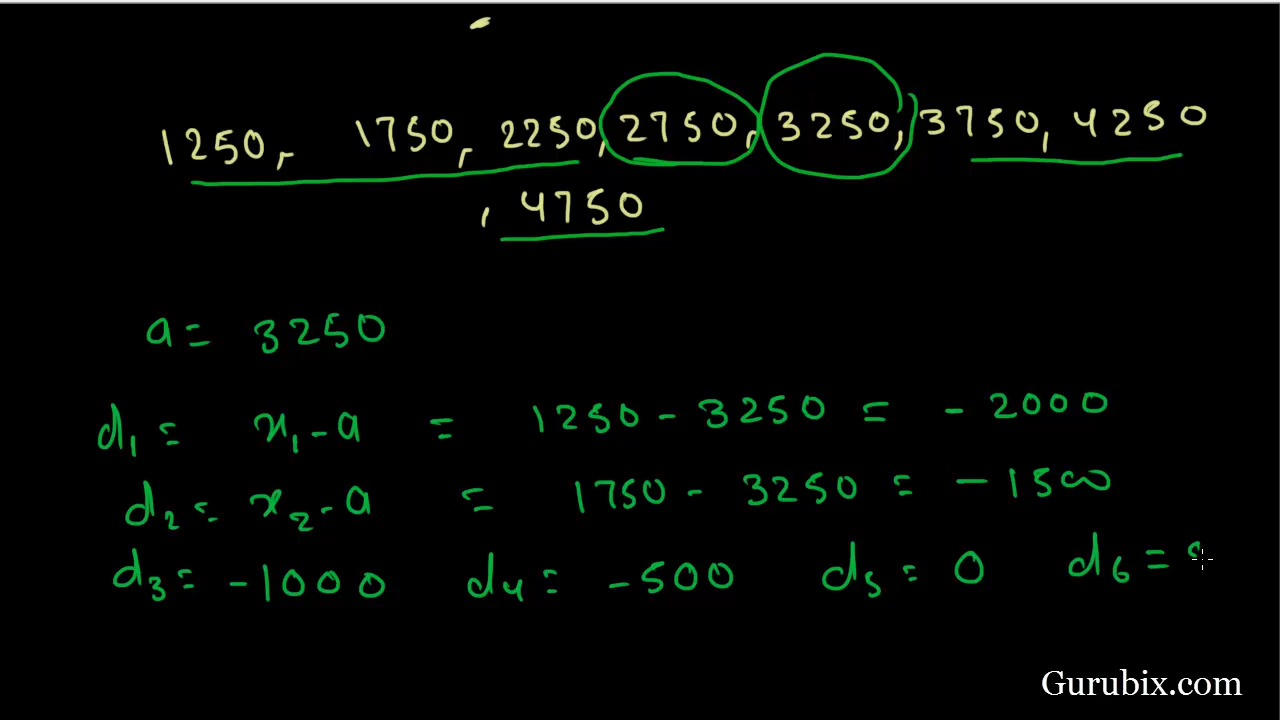 1250, 1750, 2250, 2750, 3250, 3750, 4250
, 4750
a = 3250
d₁ = x₁ - a = 1250 - 3250 = - 2000
d₂ = x₂ - a = 1750 - 3250 = - 1500
d₃ = - 1000 d₄ = - 500 d₅ = 0 d₆ =
Gurubix.com